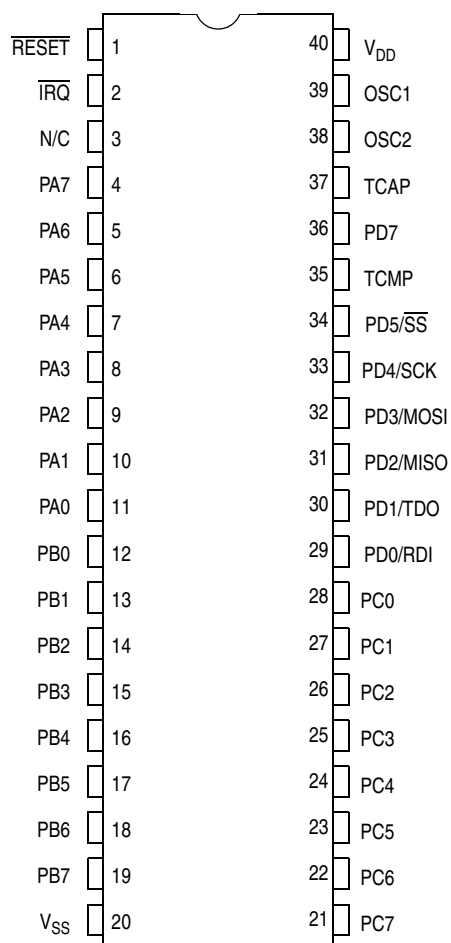 R̅E̅S̅E̅T̅ 1 40 VDD
I̅R̅Q̅ 2 39 OSC1
N/C 3 38 OSC2
PA7 4 37 TCAP
PA6 5 36 PD7
PA5 6 35 TCMP
PA4 7 34 PD5/S̅S̅
PA3 8 33 PD4/SCK
PA2 9 32 PD3/MOSI
PA1 10 31 PD2/MISO
PA0 11 30 PD1/TDO
PB0 12 29 PD0/RDI
PB1 13 28 PC0
PB2 14 27 PC1
PB3 15 26 PC2
PB4 16 25 PC3
PB5 17 24 PC4
PB6 18 23 PC5
PB7 19 22 PC6
VSS 20 21 PC7